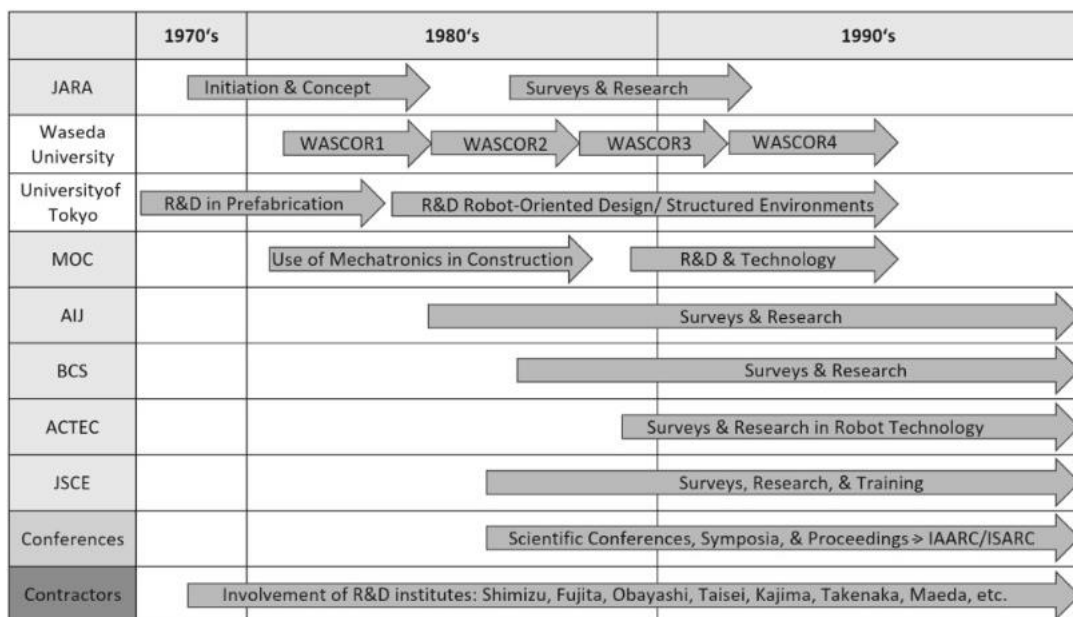 1970's 1980's 1990's
JARA Initiation & Concept Surveys & Research
Waseda
University WASCOR1 WASCOR2 WASCOR3 WASCOR4
Universityof
Tokyo R&D in Prefabrication R&D Robot-Oriented Design/ Structured Environments
MOC Use of Mechatronics in Construction R&D & Technology
AIJ Surveys & Research
BCS Surveys & Research
ACTEC Surveys & Research in Robot Technology
JSCE Surveys, Research, & Training
Conferences Scientific Conferences, Symposia, & Proceedings → IAARC/ISARC
Contractors Involvement of R&D institutes: Shimizu, Fujita, Obayashi, Taisei, Kajima, Takenaka, Maeda, etc.